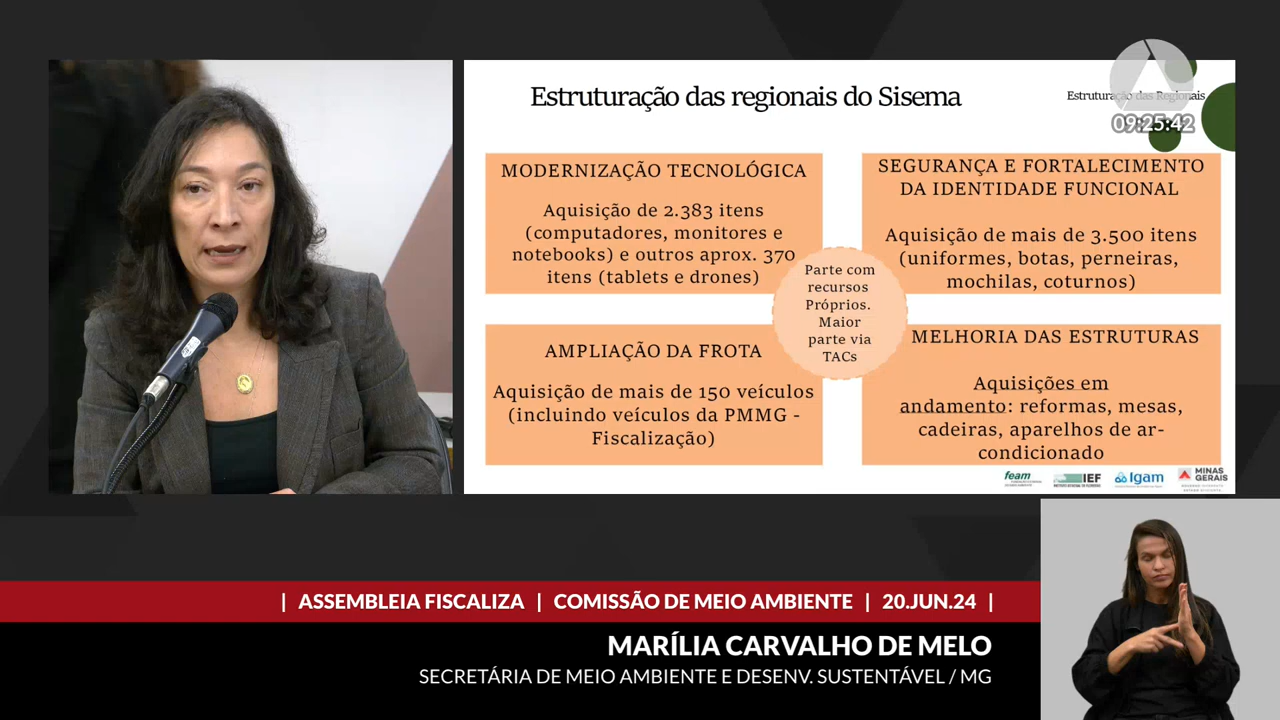 Estruturação das regionais do Sisema
Estruturação das Regionais
09:25:42
MODERNIZAÇÃO TECNOLÓGICA
Aquisição de 2.383 itens
(computadores, monitores e
notebooks) e outros aprox. 370
itens (tablets e drones)
SEGURANÇA E FORTALECIMENTO
DA IDENTIDADE FUNCIONAL
Aquisição de mais de 3.500 itens
(uniformes, botas, perneiras,
mochilas, coturnos)
Parte com
recursos
Próprios.
Maior
parte via
TACs
AMPLIAÇÃO DA FROTA
Aquisição de mais de 150 veículos
(incluindo veículos da PMMG -
Fiscalização)
MELHORIA DAS ESTRUTURAS
Aquisições em
andamento: reformas, mesas,
cadeiras, aparelhos de ar-
condicionado
feam
IEF
Igam
MINAS
GERAIS
| ASSEMBLEIA FISCALIZA | COMISSÃO DE MEIO AMBIENTE | 20.JUN.24 |
MARÍLIA CARVALHO DE MELO
SECRETÁRIA DE MEIO AMBIENTE E DESENV. SUSTENTÁVEL / MG